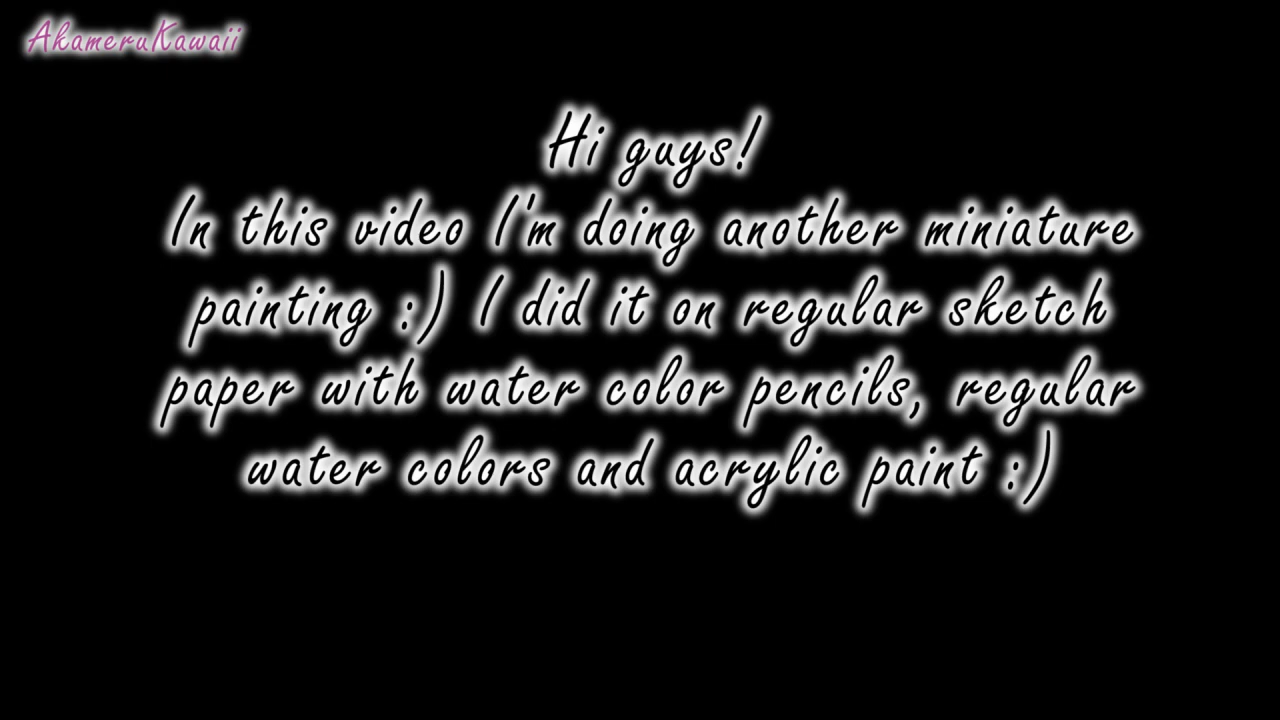 AkameruKawaii
Hi guys!
In this video I'm doing another miniature
painting :) I did it on regular sketch
paper with water color pencils, regular
water colors and acrylic paint :)